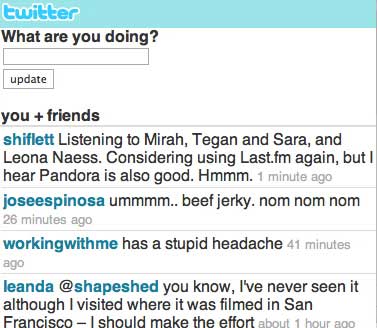 twitter
What are you doing?
update
you + friends
shiflett Listening to Mirah, Tegan and Sara, and
Leona Naess. Considering using Last.fm again, but I
hear Pandora is also good. Hmmm. 1 minute ago
joseespinosa ummmm.. beef jerky. nom nom nom
26 minutes ago
workingwithme has a stupid headache 41 minutes
ago
leanda @shapeshed you know, I've never seen it
although I visited where it was filmed in San
Francisco – I should make the effort about 1 hour ago